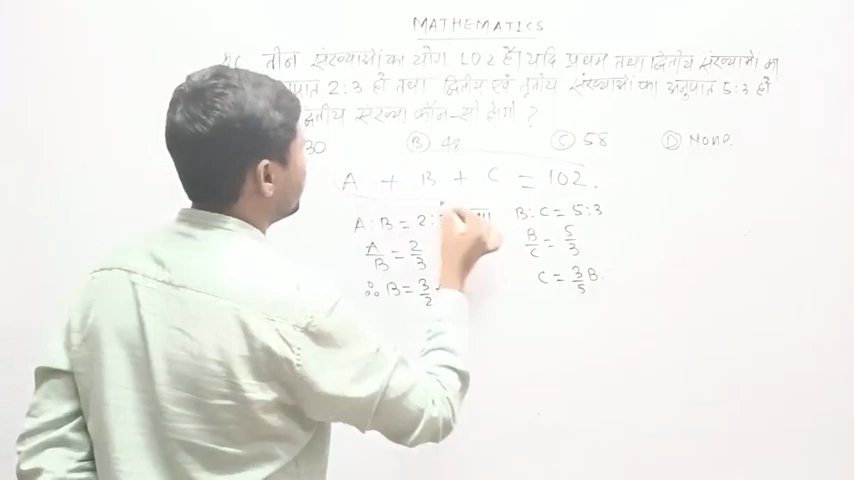 MATHEMATICS
तीन संख्याओं का योग 102 है। यदि प्रथम तथा द्वितीय संख्याओं का
2:3 हो तथा द्वितीय एवं तृतीय संख्याओं का अनुपात 5:3 हो
द्वितीय संख्या कौन-सी होगी ?
30 (B) 48 (C) 58 (D) None.
A + B + C = 102.
A:B = 2: B:C = 5:3
A/B = 2/3 B/C = 5/3
∴ B = 3/2 C = 3/5 B.